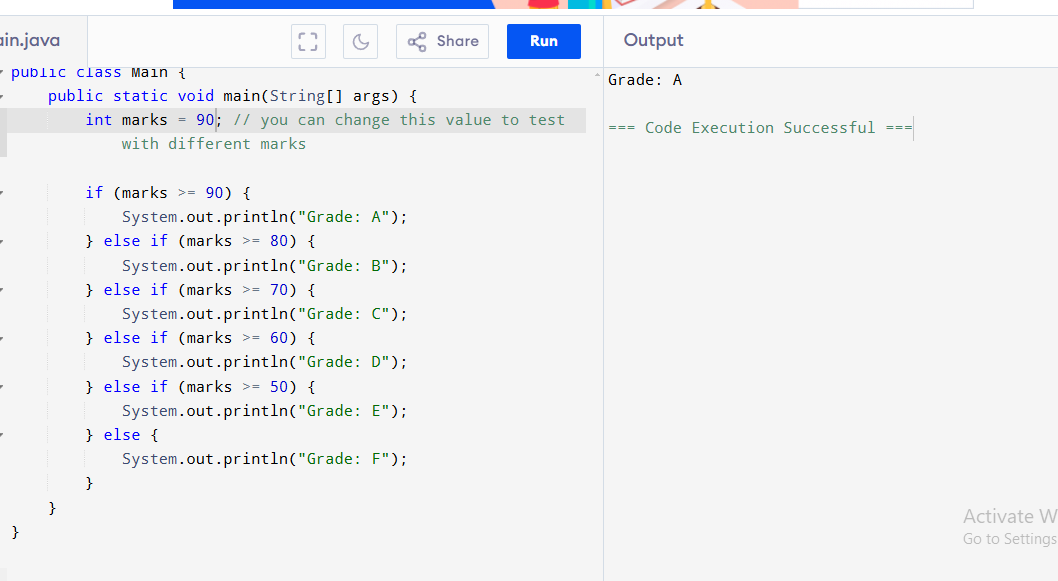 ain.java
Share
Run
Output
public class Main {
    public static void main(String[] args) {
        int marks = 90; // you can change this value to test
            with different marks
        if (marks >= 90) {
            System.out.println("Grade: A");
        } else if (marks >= 80) {
            System.out.println("Grade: B");
        } else if (marks >= 70) {
            System.out.println("Grade: C");
        } else if (marks >= 60) {
            System.out.println("Grade: D");
        } else if (marks >= 50) {
            System.out.println("Grade: E");
        } else {
            System.out.println("Grade: F");
        }
    }
}
Grade: A
=== Code Execution Successful ===
Activate W
Go to Settings